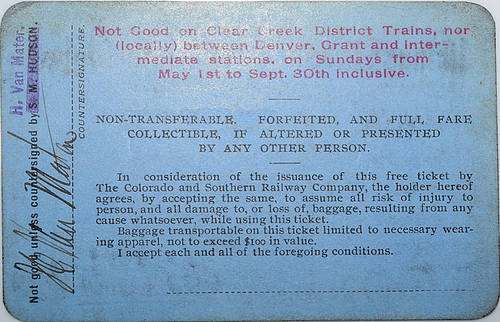 Not Good on Clear Creek District Trains, nor
(locally) between Denver, Grant and inter-
mediate stations, on Sundays from
May 1st to Sept. 30th inclusive.
NON-TRANSFERABLE. FORFEITED, AND FULL FARE
COLLECTIBLE, IF ALTERED OR PRESENTED
BY ANY OTHER PERSON.
In consideration of the issuance of this free ticket by
The Colorado and Southern Railway Company, the holder hereof
agrees, by accepting the same, to assume all risk of injury to
person, and all damage to, or loss of, baggage, resulting from any
cause whatsoever, while using this ticket.
Baggage transportable on this ticket limited to necessary wear-
ing apparel, not to exceed $100 in value.
I accept each and all of the foregoing conditions.
Not good unless countersigned by S. M. HUDSON.
H. Van Mater.
H Van Mater
COUNTERSIGNATURE.